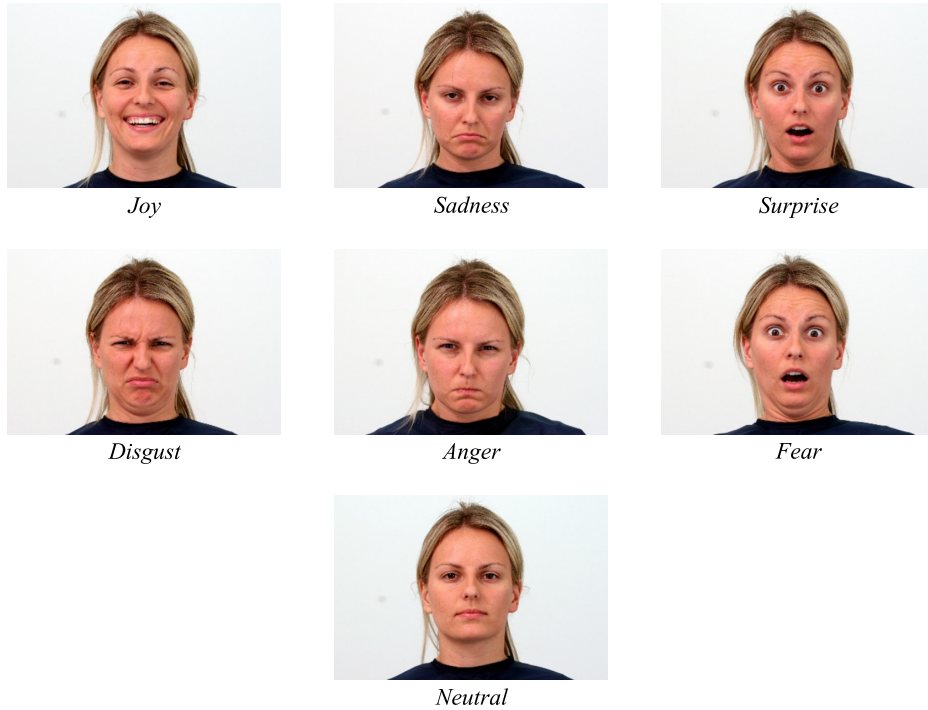 Joy
Sadness
Surprise
Disgust
Anger
Fear
Neutral